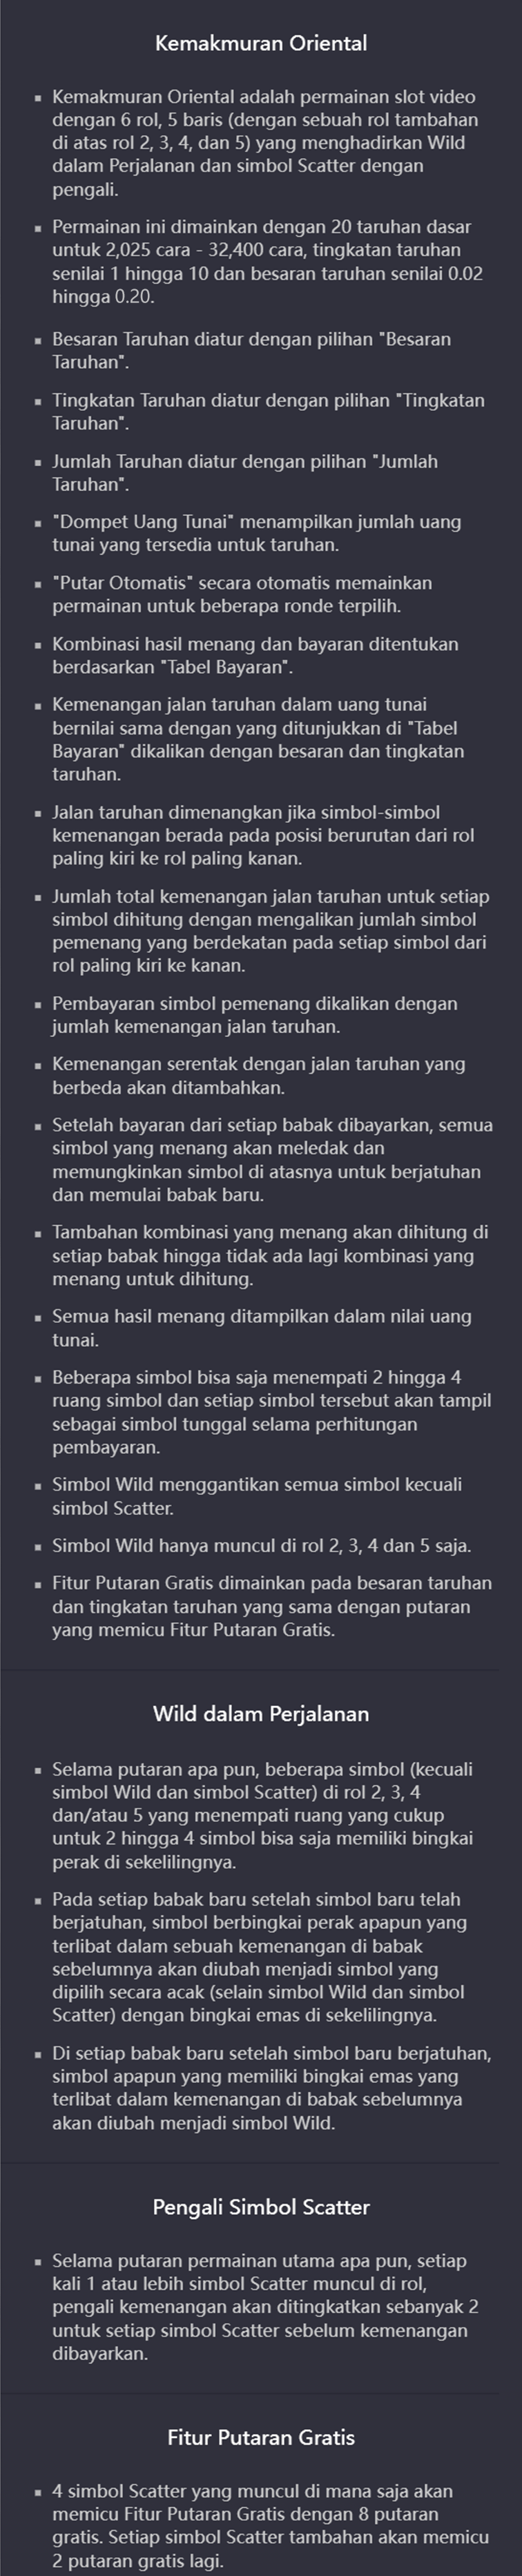 Kemakmuran Oriental
▪ Kemakmuran Oriental adalah permainan slot video
dengan 6 rol, 5 baris (dengan sebuah rol tambahan
di atas rol 2, 3, 4, dan 5) yang menghadirkan Wild
dalam Perjalanan dan simbol Scatter dengan
pengali.
▪ Permainan ini dimainkan dengan 20 taruhan dasar
untuk 2,025 cara - 32,400 cara, tingkatan taruhan
senilai 1 hingga 10 dan besaran taruhan senilai 0.02
hingga 0.20.
▪ Besaran Taruhan diatur dengan pilihan "Besaran
Taruhan".
▪ Tingkatan Taruhan diatur dengan pilihan "Tingkatan
Taruhan".
▪ Jumlah Taruhan diatur dengan pilihan "Jumlah
Taruhan".
▪ "Dompet Uang Tunai" menampilkan jumlah uang
tunai yang tersedia untuk taruhan.
▪ "Putar Otomatis" secara otomatis memainkan
permainan untuk beberapa ronde terpilih.
▪ Kombinasi hasil menang dan bayaran ditentukan
berdasarkan "Tabel Bayaran".
▪ Kemenangan jalan taruhan dalam uang tunai
bernilai sama dengan yang ditunjukkan di "Tabel
Bayaran" dikalikan dengan besaran dan tingkatan
taruhan.
▪ Jalan taruhan dimenangkan jika simbol-simbol
kemenangan berada pada posisi berurutan dari rol
paling kiri ke rol paling kanan.
▪ Jumlah total kemenangan jalan taruhan untuk setiap
simbol dihitung dengan mengalikan jumlah simbol
pemenang yang berdekatan pada setiap simbol dari
rol paling kiri ke kanan.
▪ Pembayaran simbol pemenang dikalikan dengan
jumlah kemenangan jalan taruhan.
▪ Kemenangan serentak dengan jalan taruhan yang
berbeda akan ditambahkan.
▪ Setelah bayaran dari setiap babak dibayarkan, semua
simbol yang menang akan meledak dan
memungkinkan simbol di atasnya untuk berjatuhan
dan memulai babak baru.
▪ Tambahan kombinasi yang menang akan dihitung di
setiap babak hingga tidak ada lagi kombinasi yang
menang untuk dihitung.
▪ Semua hasil menang ditampilkan dalam nilai uang
tunai.
▪ Beberapa simbol bisa saja menempati 2 hingga 4
ruang simbol dan setiap simbol tersebut akan tampil
sebagai simbol tunggal selama perhitungan
pembayaran.
▪ Simbol Wild menggantikan semua simbol kecuali
simbol Scatter.
▪ Simbol Wild hanya muncul di rol 2, 3, 4 dan 5 saja.
▪ Fitur Putaran Gratis dimainkan pada besaran taruhan
dan tingkatan taruhan yang sama dengan putaran
yang memicu Fitur Putaran Gratis.
Wild dalam Perjalanan
▪ Selama putaran apa pun, beberapa simbol (kecuali
simbol Wild dan simbol Scatter) di rol 2, 3, 4
dan/atau 5 yang menempati ruang yang cukup
untuk 2 hingga 4 simbol bisa saja memiliki bingkai
perak di sekelilingnya.
▪ Pada setiap babak baru setelah simbol baru telah
berjatuhan, simbol berbingkai perak apapun yang
terlibat dalam sebuah kemenangan di babak
sebelumnya akan diubah menjadi simbol yang
dipilih secara acak (selain simbol Wild dan simbol
Scatter) dengan bingkai emas di sekelilingnya.
▪ Di setiap babak baru setelah simbol baru berjatuhan,
simbol apapun yang memiliki bingkai emas yang
terlibat dalam kemenangan di babak sebelumnya
akan diubah menjadi simbol Wild.
Pengali Simbol Scatter
▪ Selama putaran permainan utama apa pun, setiap
kali 1 atau lebih simbol Scatter muncul di rol,
pengali kemenangan akan ditingkatkan sebanyak 2
untuk setiap simbol Scatter sebelum kemenangan
dibayarkan.
Fitur Putaran Gratis
▪ 4 simbol Scatter yang muncul di mana saja akan
memicu Fitur Putaran Gratis dengan 8 putaran
gratis. Setiap simbol Scatter tambahan akan memicu
2 putaran gratis lagi.